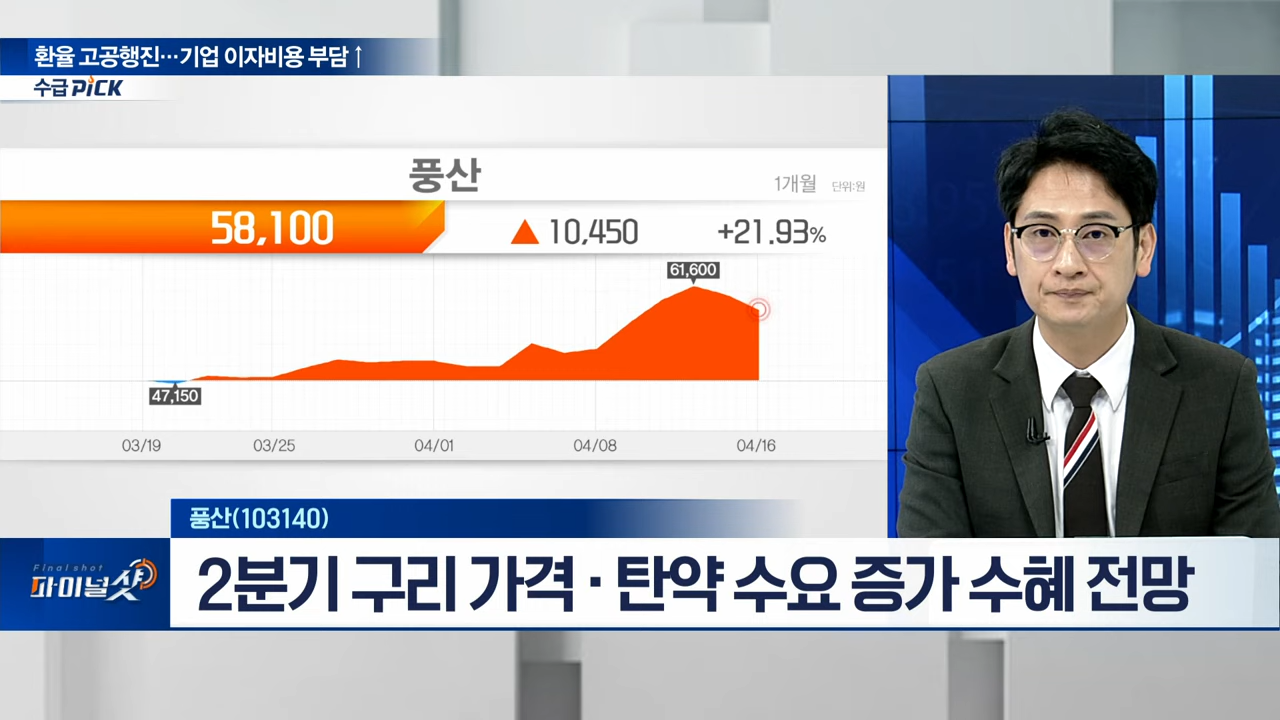 환율 고공행진…기업 이자비용 부담↑
수급 PiCK
풍산
1개월 단위:원
58,100 ▲ 10,450 +21.93%
61,600
47,150
03/19 03/25 04/01 04/08 04/16
풍산(103140)
Final shot
파이널샷
2분기 구리 가격·탄약 수요 증가 수혜 전망